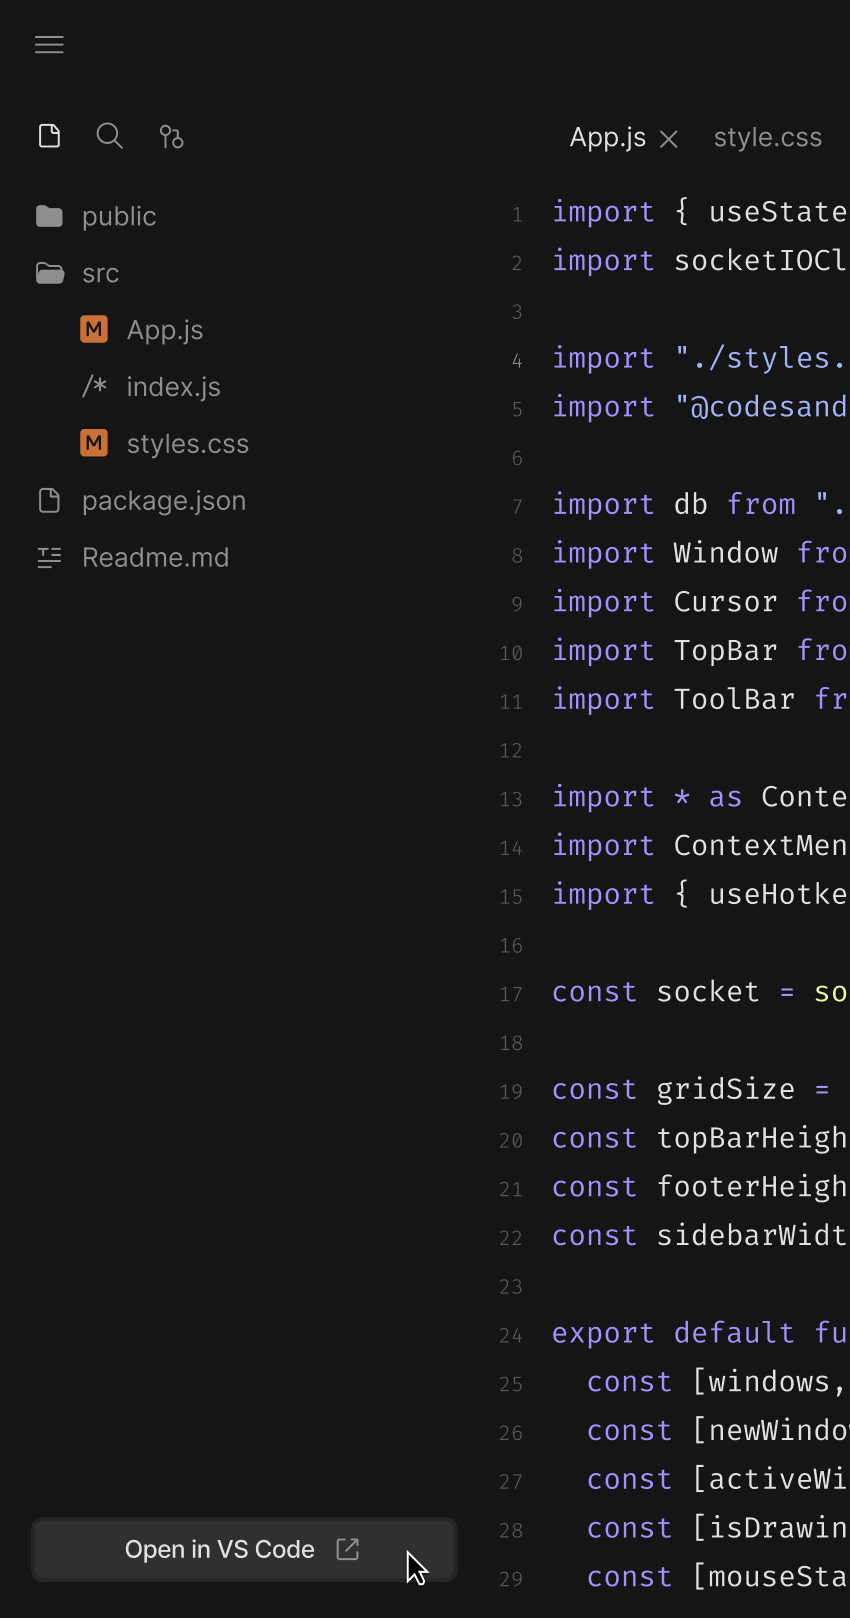 public
src
M App.js
/* index.js
M styles.css
package.json
Readme.md
Open in VS Code
App.js style.css
1 import { useState
2 import socketIOCl
3
4 import "./styles.
5 import "@codesand
6
7 import db from ".
8 import Window fro
9 import Cursor fro
10 import TopBar fro
11 import ToolBar fr
12
13 import * as Conte
14 import ContextMen
15 import { useHotke
16
17 const socket = so
18
19 const gridSize =
20 const topBarHeigh
21 const footerHeigh
22 const sidebarWidt
23
24 export default fu
25 const [windows,
26 const [newWindow
27 const [activeWi
28 const [isDrawin
29 const [mouseSta